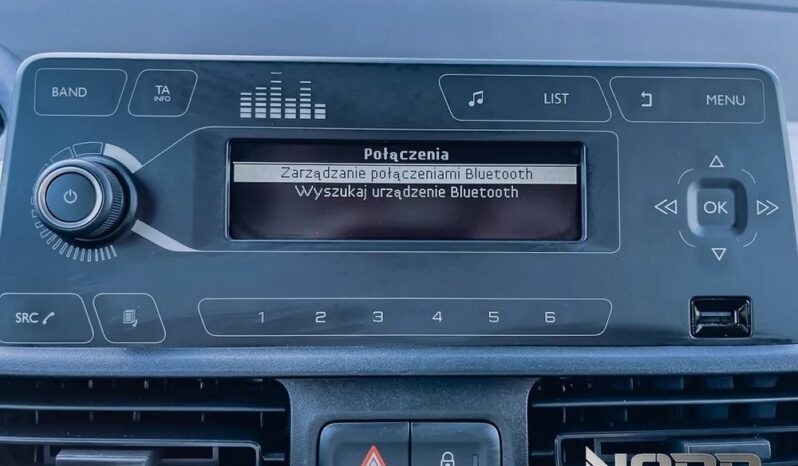 BAND
TA
INFO
LIST
MENU
Połączenia
Zarządzanie połączeniami Bluetooth
Wyszukaj urządzenie Bluetooth
OK
SRC
1 2 3 4 5 6